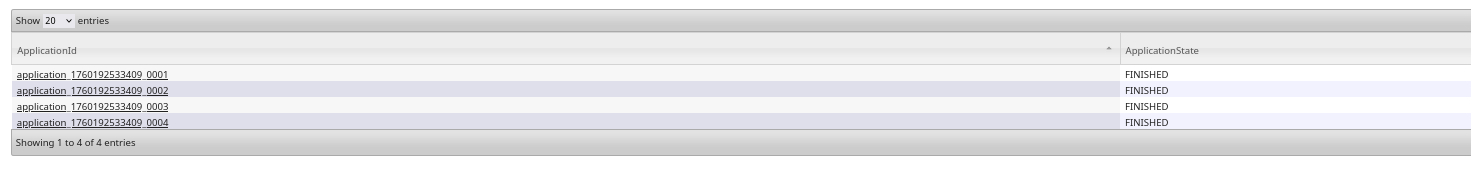 Show 20 entries
ApplicationId ApplicationState
application_1760192533409_0001 FINISHED
application_1760192533409_0002 FINISHED
application_1760192533409_0003 FINISHED
application_1760192533409_0004 FINISHED
Showing 1 to 4 of 4 entries